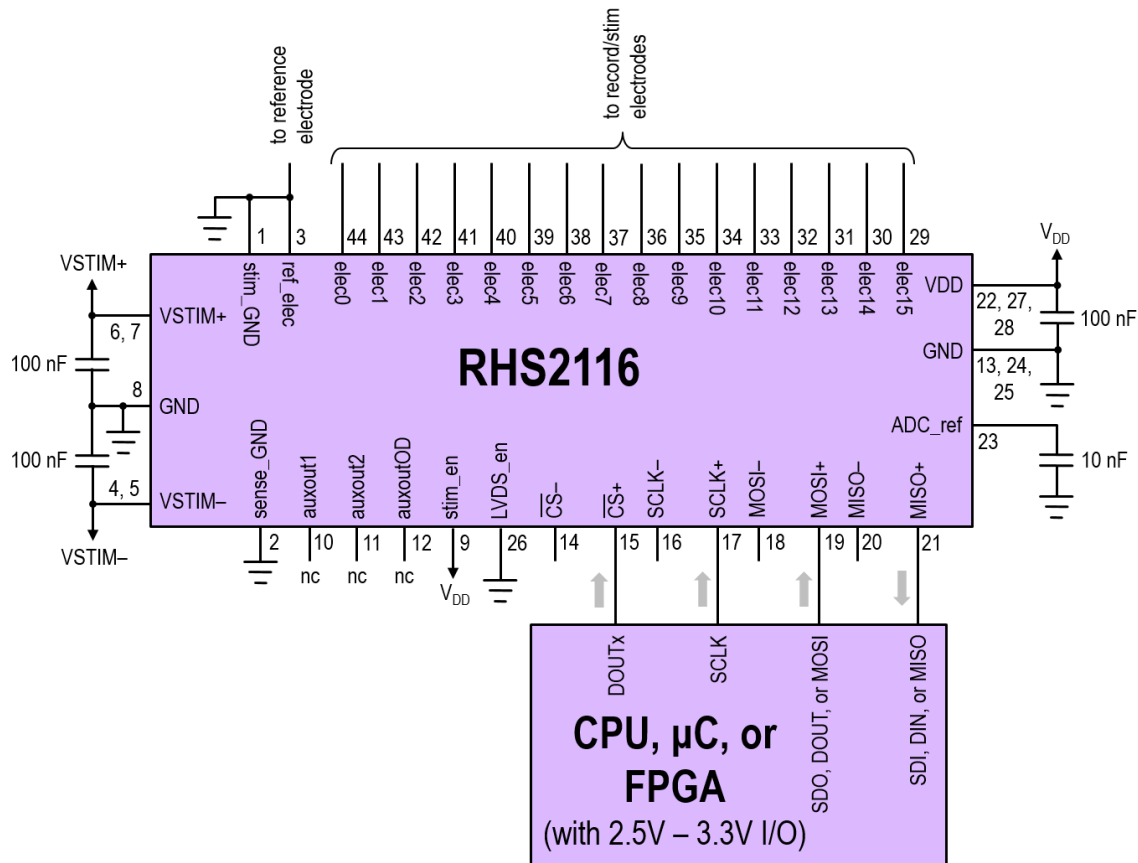 to reference
electrode
to record/stim
electrodes
1
3
44
43
42
41
40
39
38
37
36
35
34
33
32
31
30
29
stim_GND
ref_elec
elec0
elec1
elec2
elec3
elec4
elec5
elec6
elec7
elec8
elec9
elec10
elec11
elec12
elec13
elec14
elec15
VSTIM+
VSTIM+
6, 7
100 nF
8
GND
100 nF
4, 5
VSTIM–
VSTIM–
RHS2116
VDD
VDD
22, 27,
28
100 nF
GND
13, 24,
25
ADC_ref
23
10 nF
sense_GND
auxout1
auxout2
auxoutOD
stim_en
LVDS_en
CS–
CS+
SCLK–
SCLK+
MOSI–
MOSI+
MISO–
MISO+
2
10
11
12
9
26
14
15
16
17
18
19
20
21
nc
nc
nc
VDD
DOUTx
SCLK
SDO, DOUT, or MOSI
SDI, DIN, or MISO
CPU, µC, or
FPGA
(with 2.5V – 3.3V I/O)